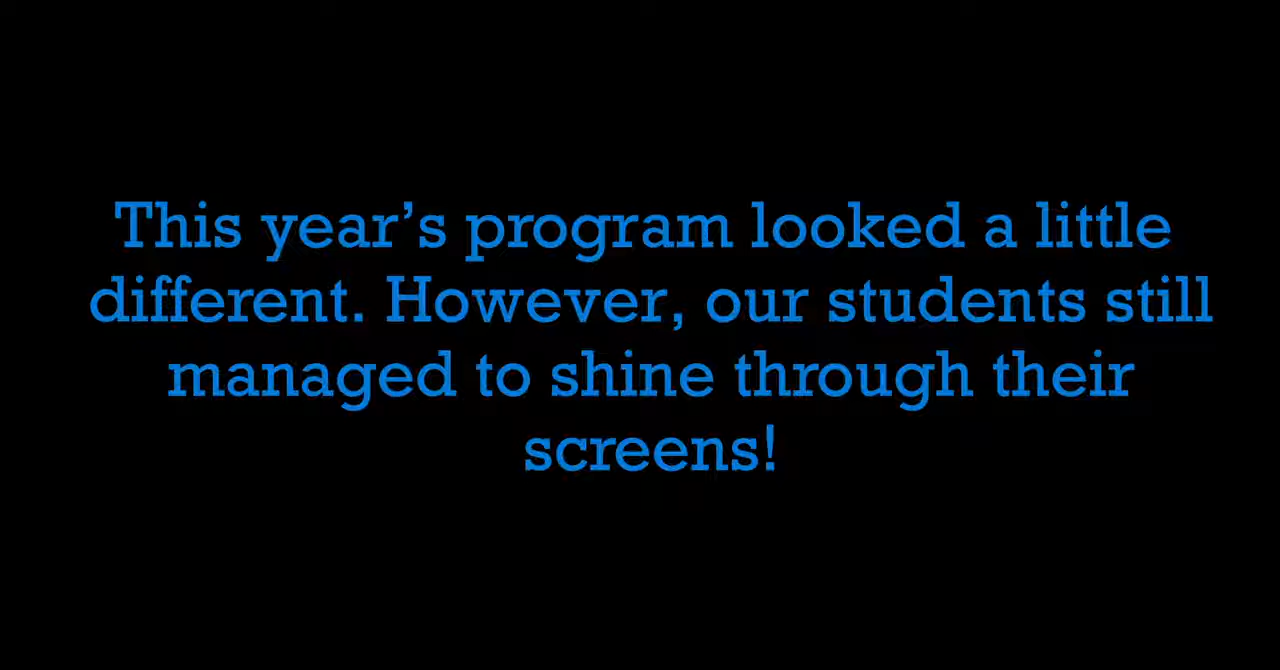 This year’s program looked a little
different. However, our students still
managed to shine through their
screens!